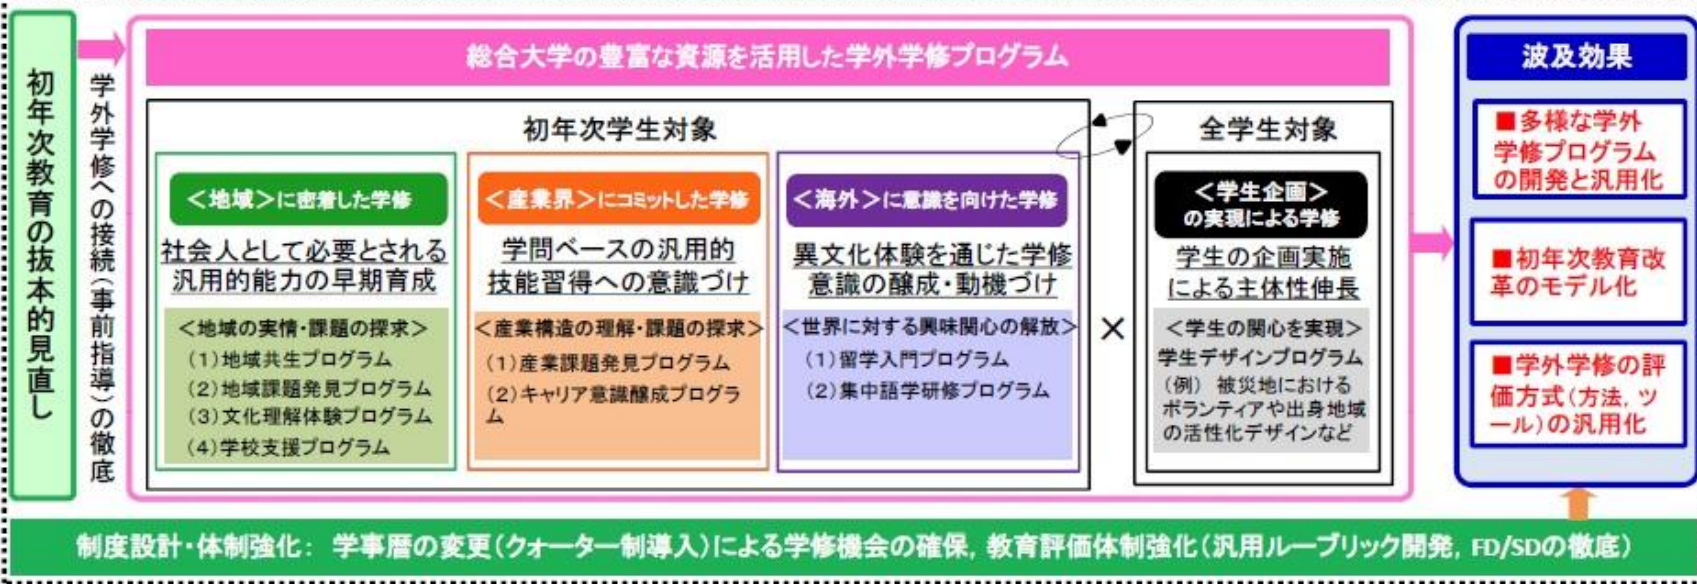 初年次教育の抜本的見直し
学外学修への接続(事前指導)の徹底
総合大学の豊富な資源を活用した学外学修プログラム
初年次学生対象
<地域>に密着した学修
社会人として必要とされる
汎用的能力の早期育成
<地域の実情・課題の探求>
(1)地域共生プログラム
(2)地域課題発見プログラム
(3)文化理解体験プログラム
(4)学校支援プログラム
<産業界>にコミットした学修
学問ベースの汎用的
技能習得への意識づけ
<産業構造の理解・課題の探求>
(1)産業課題発見プログラム
(2)キャリア意識醸成プログラ
ム
<海外>に意識を向けた学修
異文化体験を通じた学修
意識の醸成・動機づけ
<世界に対する興味関心の解放>
(1)留学入門プログラム
(2)集中語学研修プログラム
×
全学生対象
<学生企画>
の実現による学修
学生の企画実施
による主体性伸長
<学生の関心を実現>
学生デザインプログラム
(例) 被災地における
ボランティアや出身地域
の活性化デザインなど
波及効果
■多様な学外
学修プログラム
の開発と汎用化
■初年次教育改
革のモデル化
■学外学修の評
価方式(方法, ツ
ール)の汎用化
制度設計・体制強化: 学事暦の変更(クォーター制導入)による学修機会の確保, 教育評価体制強化(汎用ルーブリック開発, FD/SDの徹底)